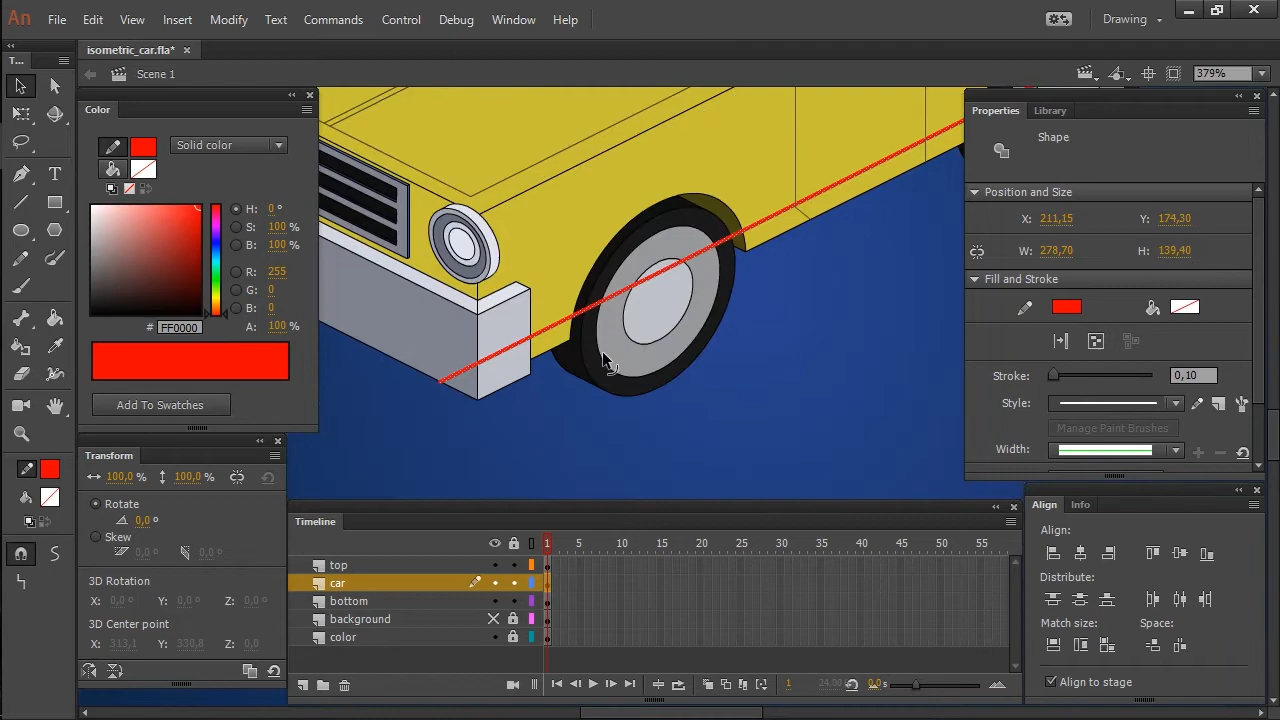 An File Edit View Insert Modify Text Commands Control Debug Window Help Drawing
isometric_car.fla* ×
Scene 1 379%
T...
Color
Solid color
H: 0 °
S: 100 %
B: 100 %
R: 255
G: 0
B: 0
# FF0000 A: 100 %
Add To Swatches
Transform
100,0 % 100,0 %
Rotate
0,0 °
Skew
0,0 ° 0,0 °
3D Rotation
X: 0,0 ° Y: 0,0 ° Z: 0,0 °
3D Center point
X: 313,1 Y: 330,8 Z: 0,0
Timeline
1 5 10 15 20 25 30 35 40 45 50 55
top
car
bottom
background
color
1 24,00 0,0 s
Properties Library
Shape
Position and Size
X: 211,15 Y: 174,30
W: 278,70 H: 139,40
Fill and Stroke
Stroke: 0,10
Style:
Manage Paint Brushes
Width:
Align Info
Align:
Distribute:
Match size: Space:
Align to stage